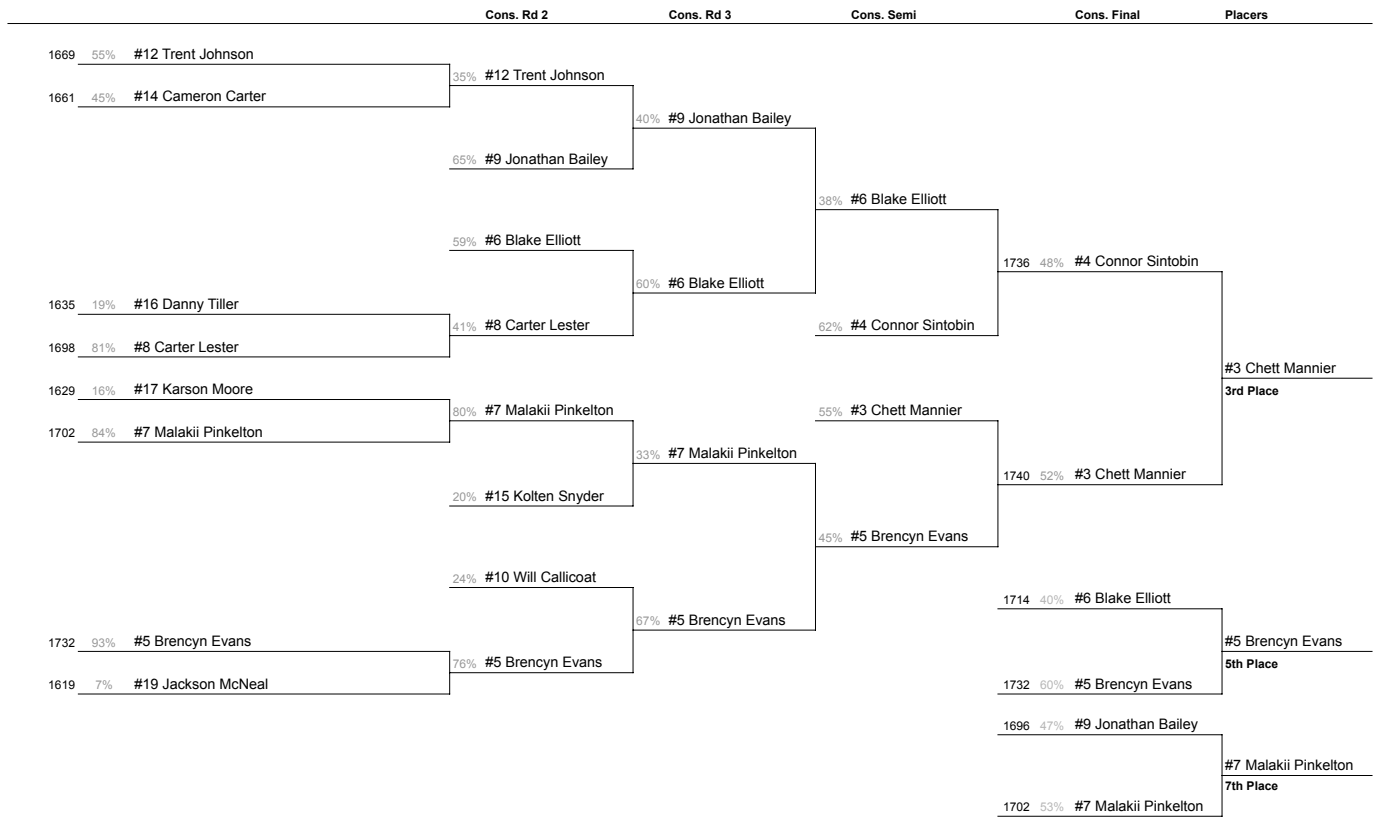 Cons. Rd 2 Cons. Rd 3 Cons. Semi Cons. Final Placers
1669 55% #12 Trent Johnson
35% #12 Trent Johnson
1661 45% #14 Cameron Carter
40% #9 Jonathan Bailey
65% #9 Jonathan Bailey
38% #6 Blake Elliott
59% #6 Blake Elliott
1736 48% #4 Connor Sintobin
60% #6 Blake Elliott
1635 19% #16 Danny Tiller
41% #8 Carter Lester
62% #4 Connor Sintobin
1698 81% #8 Carter Lester
#3 Chett Mannier
3rd Place
1629 16% #17 Karson Moore
80% #7 Malakii Pinkelton
55% #3 Chett Mannier
1702 84% #7 Malakii Pinkelton
33% #7 Malakii Pinkelton
1740 52% #3 Chett Mannier
20% #15 Kolten Snyder
45% #5 Brencyn Evans
24% #10 Will Callicoat
1714 40% #6 Blake Elliott
67% #5 Brencyn Evans
1732 93% #5 Brencyn Evans
#5 Brencyn Evans
5th Place
76% #5 Brencyn Evans
1619 7% #19 Jackson McNeal
1732 60% #5 Brencyn Evans
1696 47% #9 Jonathan Bailey
#7 Malakii Pinkelton
7th Place
1702 53% #7 Malakii Pinkelton